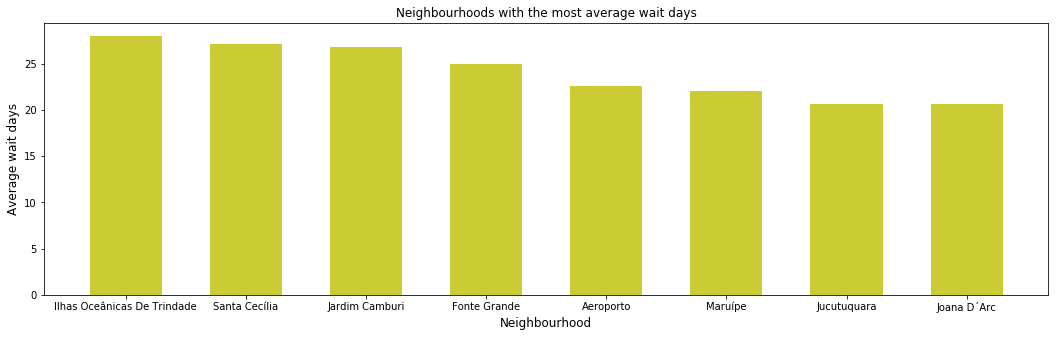 Neighbourhoods with the most average wait days
Average wait days
25
20
15
10
5
0
Ilhas Oceânicas De Trindade Santa Cecília Jardim Camburi Fonte Grande Aeroporto Maruípe Jucutuquara Joana D´Arc
Neighbourhood